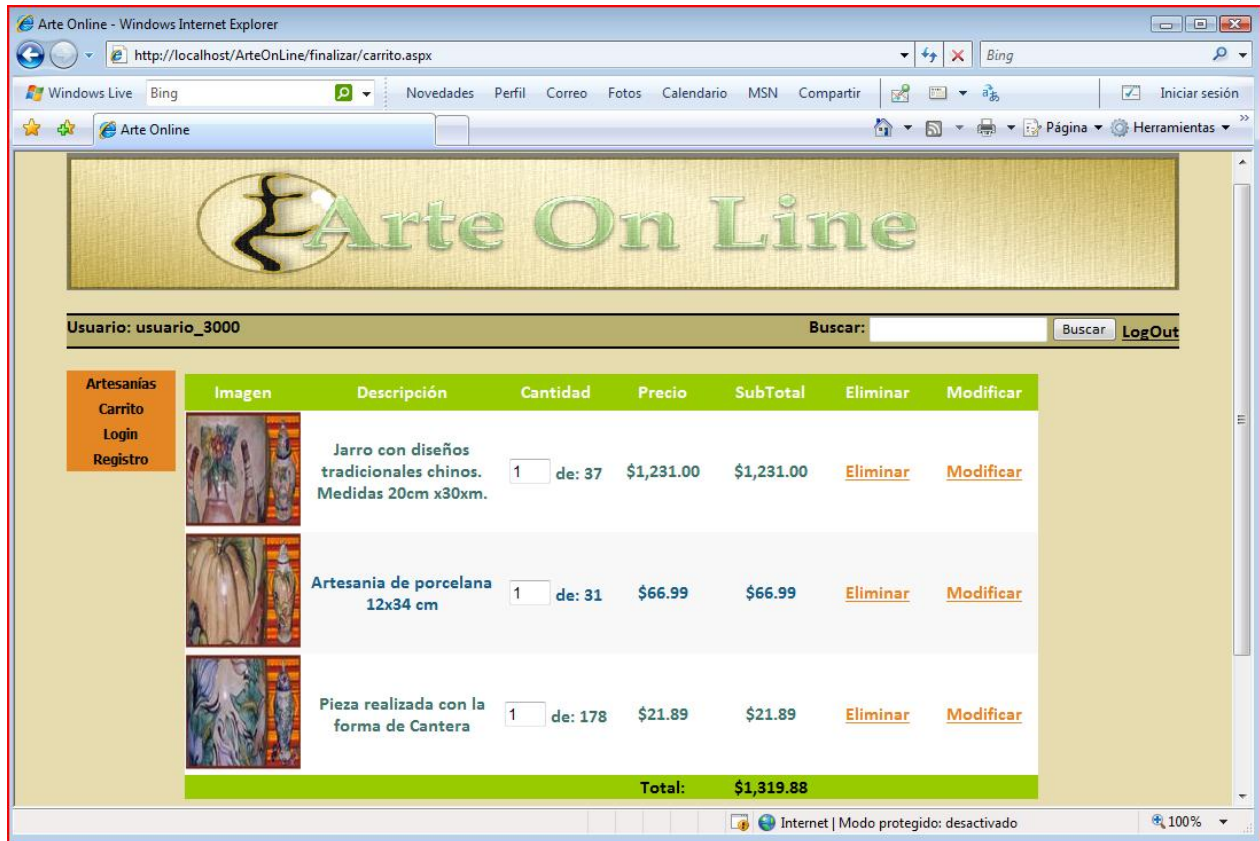 Arte Online - Windows Internet Explorer
http://localhost/ArteOnLine/finalizar/carrito.aspx
Bing
Windows Live Bing Novedades Perfil Correo Fotos Calendario MSN Compartir Iniciar sesión
Arte Online Página Herramientas
Arte On Line
Usuario: usuario_3000 Buscar: Buscar LogOut
Artesanías
Carrito
Login
Registro
Imagen Descripción Cantidad Precio SubTotal Eliminar Modificar
Jarro con diseños
tradicionales chinos.
Medidas 20cm x30xm.
1 de: 37 $1,231.00 $1,231.00 Eliminar Modificar
Artesania de porcelana
12x34 cm
1 de: 31 $66.99 $66.99 Eliminar Modificar
Pieza realizada con la
forma de Cantera
1 de: 178 $21.89 $21.89 Eliminar Modificar
Total: $1,319.88
Internet | Modo protegido: desactivado 100%